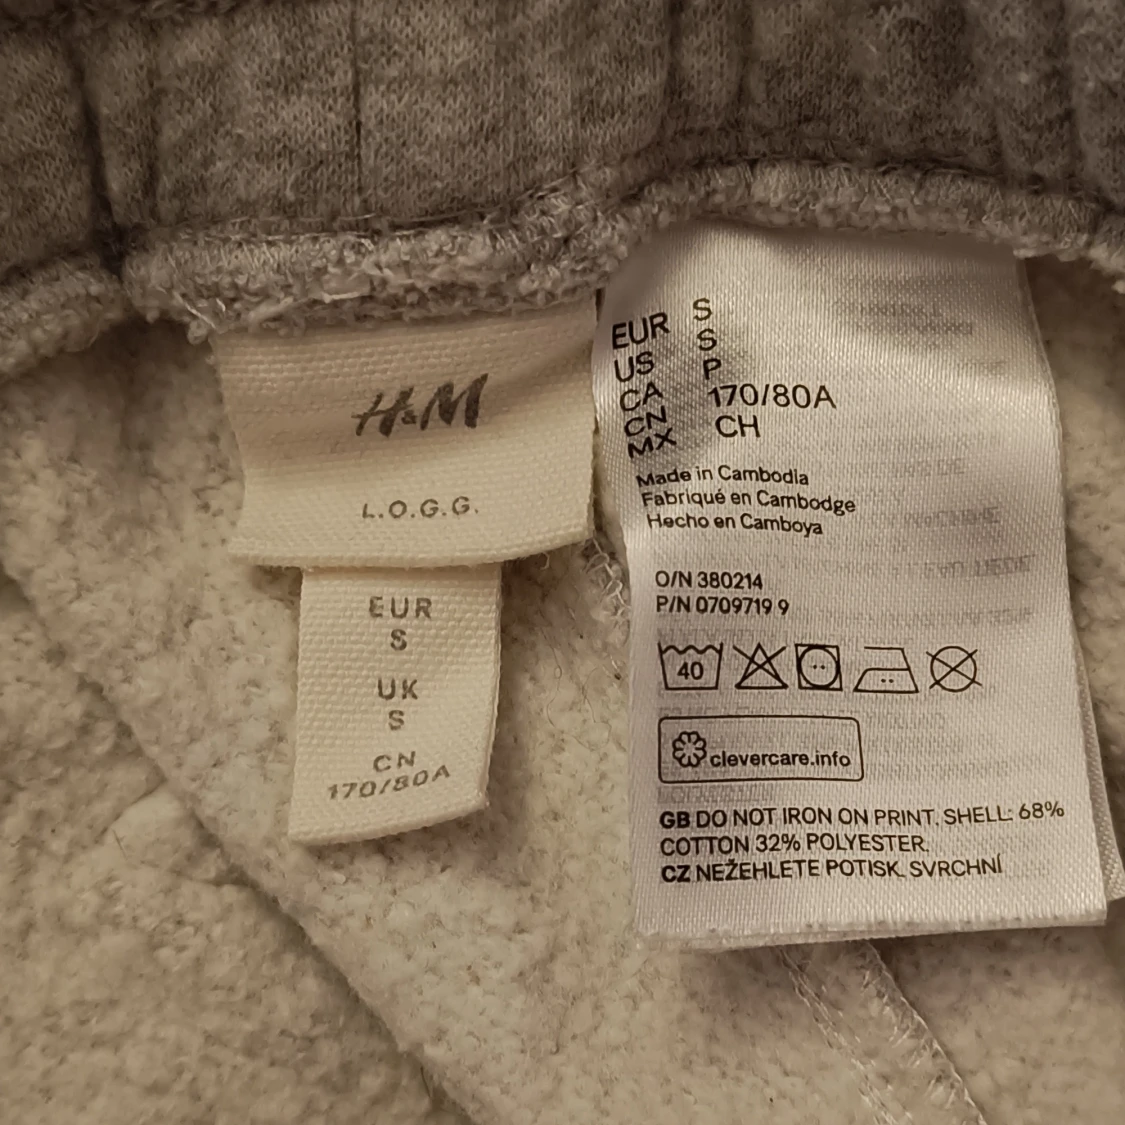 H&M
L.O.G.G.
EUR
S
UK
S
CN
170/80A
EUR S
US S
CA P
CN 170/80A
MX CH
Made in Cambodia
Fabriqué en Cambodge
Hecho en Camboya
O/N 380214
P/N 0709719 9
40
clevercare.info
GB DO NOT IRON ON PRINT. SHELL: 68%
COTTON 32% POLYESTER.
CZ NEŽEHLETE POTISK. SVRCHNÍ